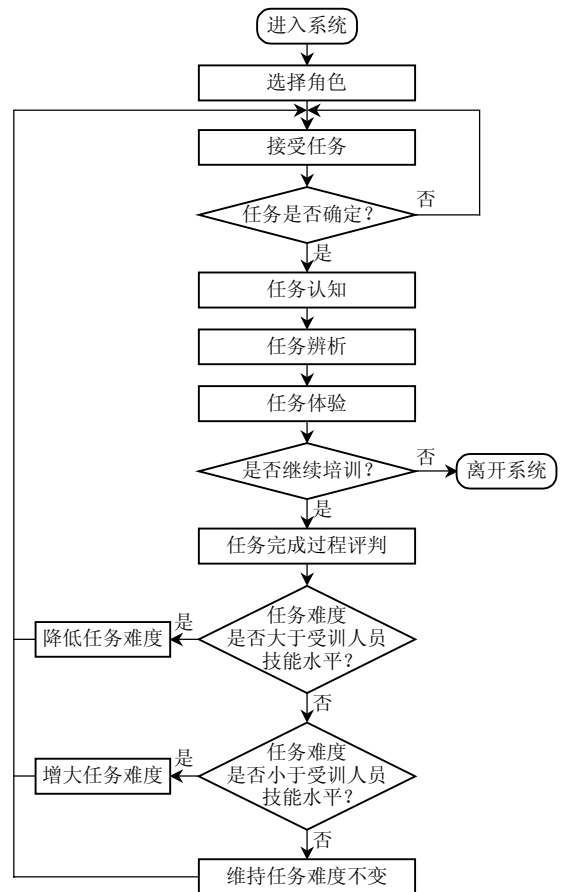 进入系统
选择角色
接受任务
任务是否确定？
否
是
任务认知
任务辨析
任务体验
是否继续培训？
否
离开系统
是
任务完成过程评判
任务难度
是否大于受训人员
技能水平？
是
降低任务难度
否
任务难度
是否小于受训人员
技能水平？
是
增大任务难度
否
维持任务难度不变